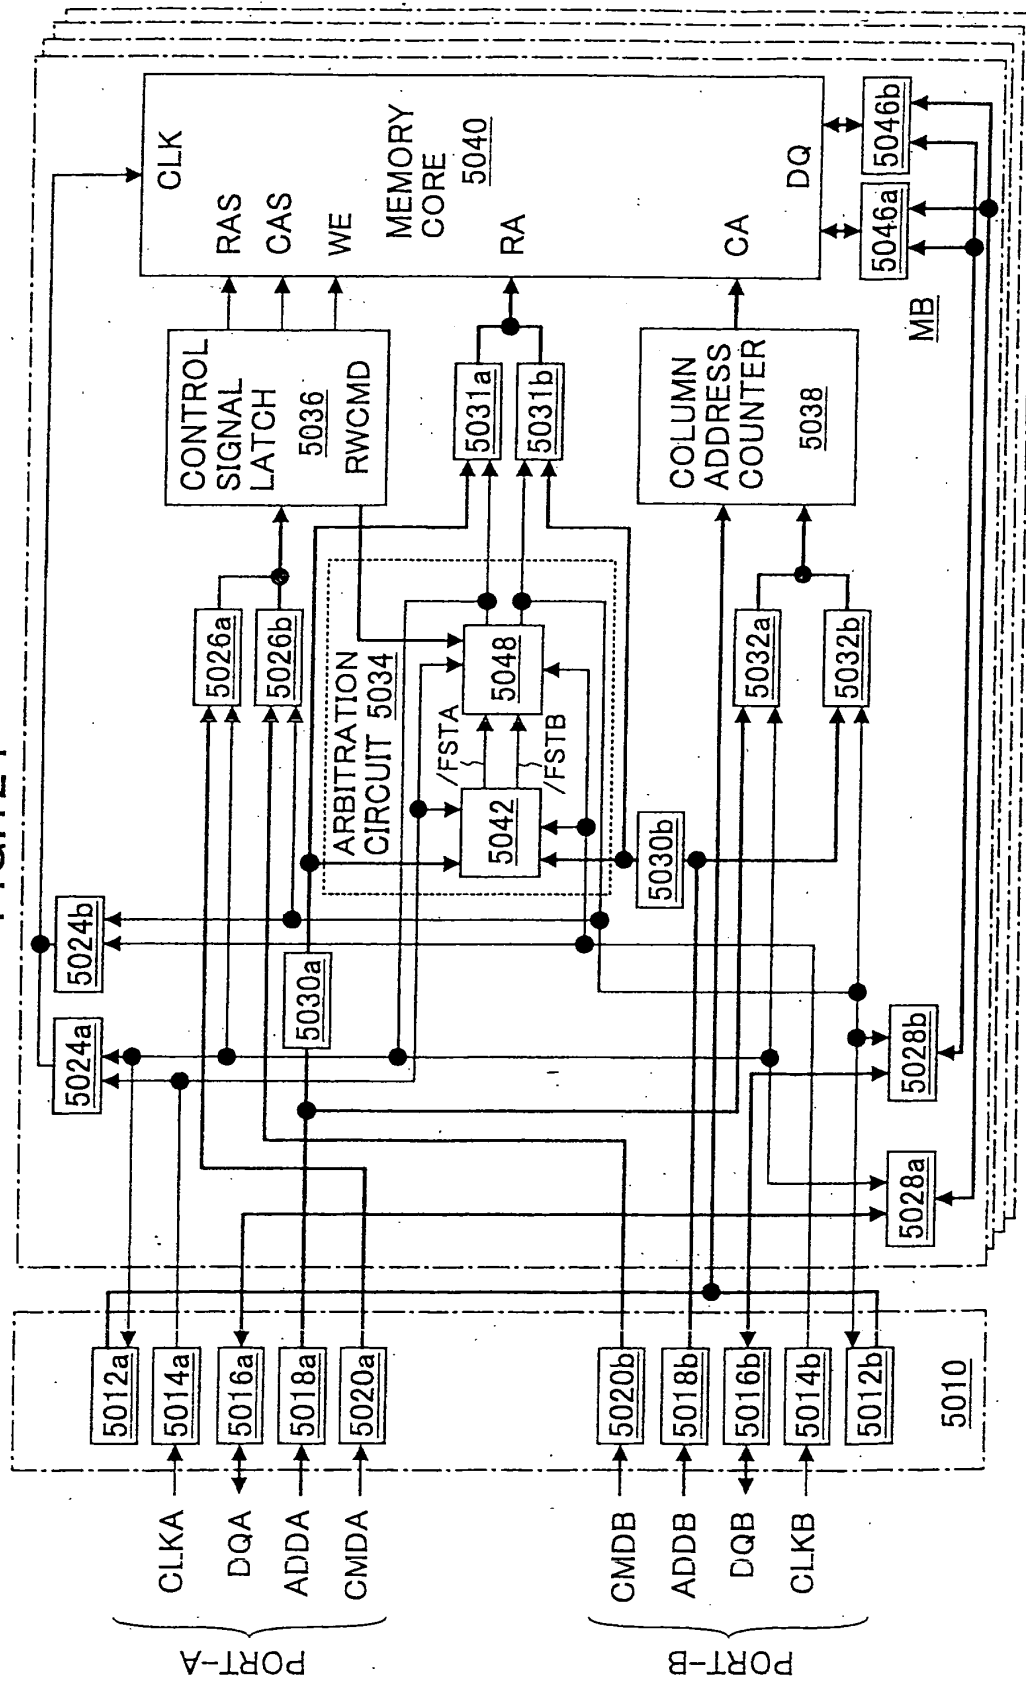 PORT-A
CLKA
DQA
ADDA
CMDA
PORT-B
CMDB
ADDB
DQB
CLKB
5012a
5014a
5016a
5018a
5020a
5020b
5018b
5016b
5014b
5012b
5010
5024a
5024b
5030a
5030b
5028a
5028b
5026a
5026b
ARBITRATION
CIRCUIT 5034
5042
/FSTA
/FSTB
5048
5032a
5032b
CONTROL
SIGNAL
LATCH
5036
RWCMD
5031a
5031b
COLUMN
ADDRESS
COUNTER
5038
CLK
RAS
CAS
WE
MEMORY
CORE
5040
RA
CA
DQ
5046a
5046b
MB